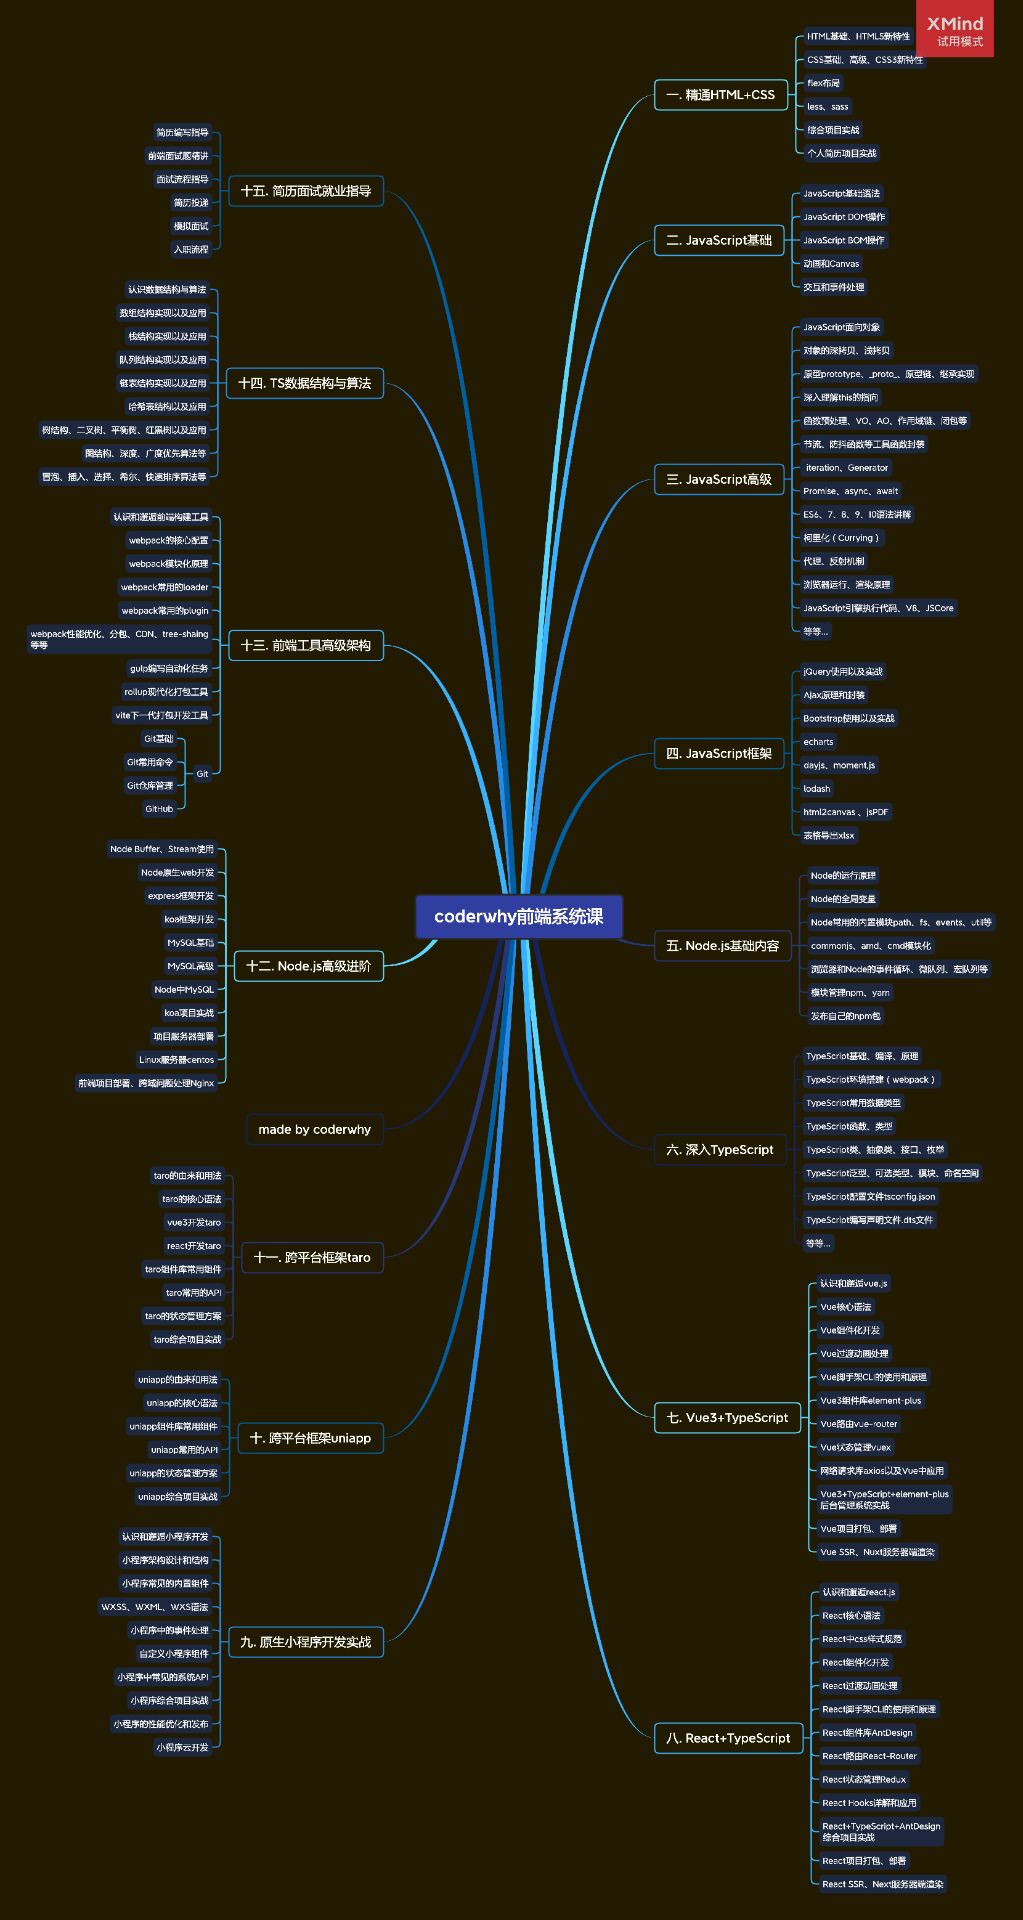 XMind
试用模式
coderwhy前端系统课
一. 精通HTML+CSS
HTML基础、HTML5新特性
CSS基础、高级、CSS3新特性
flex布局
less、sass
综合项目实战
个人简历项目实战
二. JavaScript基础
JavaScript基础语法
JavaScript DOM操作
JavaScript BOM操作
动画和Canvas
交互和事件处理
三. JavaScript高级
JavaScript面向对象
对象的深拷贝、浅拷贝
原型prototype、_proto_、原型链、继承实现
深入理解this的指向
函数预处理、VO、AO、作用域链、闭包等
节流、防抖函数等工具函数封装
iteration、Generator
Promise、async、await
ES6、7、8、9、10语法讲解
柯里化（Currying）
代理、反射机制
浏览器运行、渲染原理
JavaScript引擎执行代码、V8、JSCore
等等...
四. JavaScript框架
jQuery使用以及实战
Ajax原理和封装
Bootstrap使用以及实战
echarts
dayjs、moment.js
lodash
html2canvas 、jsPDF
表格导出xlsx
五. Node.js基础内容
Node的运行原理
Node的全局变量
Node常用的内置模块path、fs、events、util等
commonjs、amd、cmd模块化
浏览器和Node的事件循环、微队列、宏队列等
模块管理npm、yarn
发布自己的npm包
六. 深入TypeScript
TypeScript基础、编译、原理
TypeScript环境搭建（webpack）
TypeScript常用数据类型
TypeScript函数、类型
TypeScript类、抽象类、接口、枚举
TypeScript泛型、可选类型、模块、命名空间
TypeScript配置文件tsconfig.json
TypeScript编写声明文件.dts文件
等等...
七. Vue3+TypeScript
认识和邂逅vue.js
Vue核心语法
Vue组件化开发
Vue过渡动画处理
Vue脚手架CLI的使用和原理
Vue3组件库element-plus
Vue路由vue-router
Vue状态管理vuex
网络请求库axios以及Vue中应用
Vue3+TypeScript+element-plus
后台管理系统实战
Vue项目打包、部署
Vue SSR、Nuxt服务器端渲染
八. React+TypeScript
认识和邂逅react.js
React核心语法
React中css样式规范
React组件化开发
React过渡动画处理
React脚手架CLI的使用和原理
React组件库AntDesign
React路由React-Router
React状态管理Redux
React Hooks详解和应用
React+TypeScript+AntDesign
综合项目实战
React项目打包、部署
React SSR、Next服务器端渲染
十五. 简历面试就业指导
简历编写指导
前端面试题精讲
面试流程指导
简历投递
模拟面试
入职流程
十四. TS数据结构与算法
认识数据结构与算法
数组结构实现以及应用
栈结构实现以及应用
队列结构实现以及应用
链表结构实现以及应用
哈希表结构以及应用
树结构、二叉树、平衡树、红黑树以及应用
图结构、深度、广度优先算法等
冒泡、插入、选择、希尔、快速排序算法等
十三. 前端工具高级架构
认识和邂逅前端构建工具
webpack的核心配置
webpack模块化原理
webpack常用的loader
webpack常用的plugin
webpack性能优化、分包、CDN、tree-shaing
等等
gulp编写自动化任务
rollup现代化打包工具
vite下一代打包开发工具
Git
Git基础
Git常用命令
Git仓库管理
GitHub
十二. Node.js高级进阶
Node Buffer、Stream使用
Node原生web开发
express框架开发
koa框架开发
MySQL基础
MySQL高级
Node中MySQL
koa项目实战
项目服务器部署
Linux服务器centos
前端项目部署、跨域问题处理Nginx
made by coderwhy
十一. 跨平台框架taro
taro的由来和用法
taro的核心语法
vue3开发taro
react开发taro
taro组件库常用组件
taro常用的API
taro的状态管理方案
taro综合项目实战
十. 跨平台框架uniapp
uniapp的由来和用法
uniapp的核心语法
uniapp组件库常用组件
uniapp常用的API
uniapp的状态管理方案
uniapp综合项目实战
九. 原生小程序开发实战
认识和邂逅小程序开发
小程序架构设计和结构
小程序常见的内置组件
WXSS、WXML、WXS语法
小程序中的事件处理
自定义小程序组件
小程序中常见的系统API
小程序综合项目实战
小程序的性能优化和发布
小程序云开发